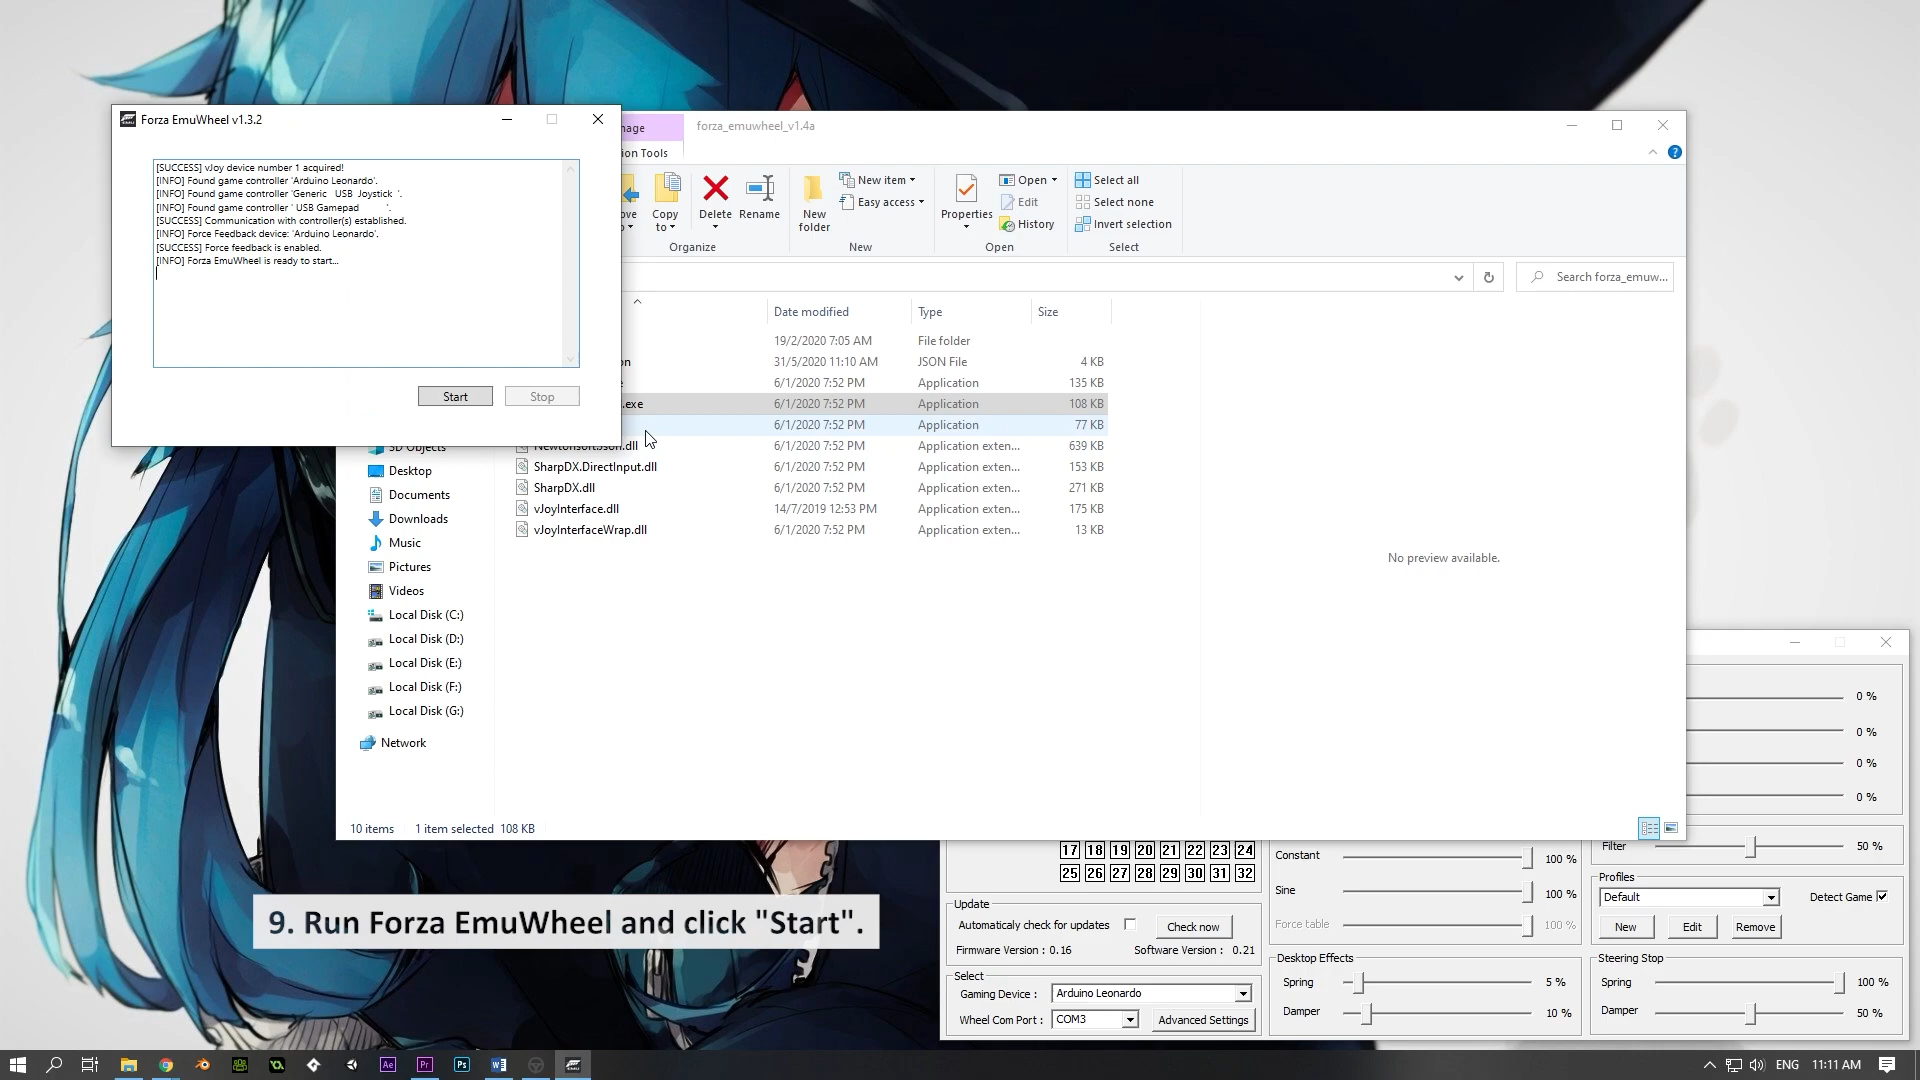 Forza EmuWheel v1.3.2
[SUCCESS] vJoy device number 1 acquired!
[INFO] Found game controller 'Arduino Leonardo'.
[INFO] Found game controller 'Generic   USB  Joystick  '.
[INFO] Found game controller ' USB Gamepad          '.
[SUCCESS] Communication with controller(s) established.
[INFO] Force Feedback device: 'Arduino Leonardo'.
[SUCCESS] Force feedback is enabled.
[INFO] Forza EmuWheel is ready to start...
Start Stop
forza_emuwheel_v1.4a
Copy to
Delete
Rename
Organize
New folder
New item
Easy access
New
Properties
Open
Edit
History
Open
Select all
Select none
Invert selection
Select
Search forza_emuw...
Date modified Type Size
19/2/2020 7:05 AM File folder
31/5/2020 11:10 AM JSON File 4 KB
6/1/2020 7:52 PM Application 135 KB
.exe 6/1/2020 7:52 PM Application 108 KB
6/1/2020 7:52 PM Application 77 KB
Newtonsoft.Json.dll 6/1/2020 7:52 PM Application exten... 639 KB
SharpDX.DirectInput.dll 6/1/2020 7:52 PM Application exten... 153 KB
SharpDX.dll 6/1/2020 7:52 PM Application exten... 271 KB
vJoyInterface.dll 14/7/2019 12:53 PM Application exten... 175 KB
vJoyInterfaceWrap.dll 6/1/2020 7:52 PM Application exten... 13 KB
No preview available.
3D Objects
Desktop
Documents
Downloads
Music
Pictures
Videos
Local Disk (C:)
Local Disk (D:)
Local Disk (E:)
Local Disk (F:)
Local Disk (G:)
Network
10 items 1 item selected 108 KB
0 %
0 %
0 %
0 %
17 18 19 20 21 22 23 24
25 26 27 28 29 30 31 32
Update
Automaticaly check for updates Check now
Firmware Version : 0.16 Software Version : 0.21
Select
Gaming Device : Arduino Leonardo
Wheel Com Port : COM3 Advanced Settings
Constant 100 %
Sine 100 %
Force table 100 %
Desktop Effects
Spring 5 %
Damper 10 %
Filter 50 %
Profiles
Default Detect Game
New Edit Remove
Steering Stop
Spring 100 %
Damper 50 %
9. Run Forza EmuWheel and click "Start".
Ae Pr Ps
ENG 11:11 AM